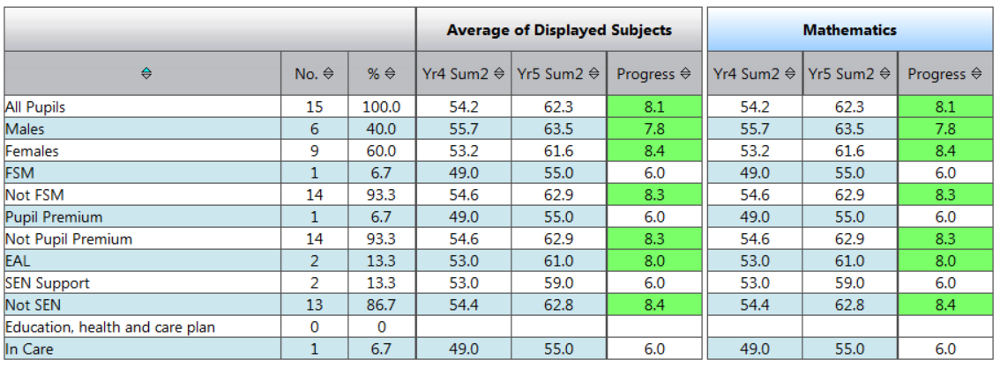 Average of Displayed Subjects Mathematics
No. % Yr4 Sum2 Yr5 Sum2 Progress Yr4 Sum2 Yr5 Sum2 Progress
All Pupils 15 100.0 54.2 62.3 8.1 54.2 62.3 8.1
Males 6 40.0 55.7 63.5 7.8 55.7 63.5 7.8
Females 9 60.0 53.2 61.6 8.4 53.2 61.6 8.4
FSM 1 6.7 49.0 55.0 6.0 49.0 55.0 6.0
Not FSM 14 93.3 54.6 62.9 8.3 54.6 62.9 8.3
Pupil Premium 1 6.7 49.0 55.0 6.0 49.0 55.0 6.0
Not Pupil Premium 14 93.3 54.6 62.9 8.3 54.6 62.9 8.3
EAL 2 13.3 53.0 61.0 8.0 53.0 61.0 8.0
SEN Support 2 13.3 53.0 59.0 6.0 53.0 59.0 6.0
Not SEN 13 86.7 54.4 62.8 8.4 54.4 62.8 8.4
Education, health and care plan 0 0
In Care 1 6.7 49.0 55.0 6.0 49.0 55.0 6.0